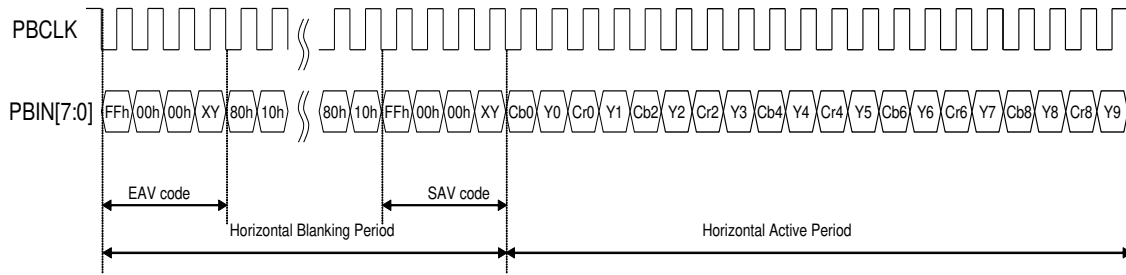 PBCLK
PBIN[7:0] FFh 00h 00h XY 80h 10h 80h 10h FFh 00h 00h XY Cb0 Y0 Cr0 Y1 Cb2 Y2 Cr2 Y3 Cb4 Y4 Cr4 Y5 Cb6 Y6 Cr6 Y7 Cb8 Y8 Cr8 Y9
EAV code SAV code
Horizontal Blanking Period Horizontal Active Period